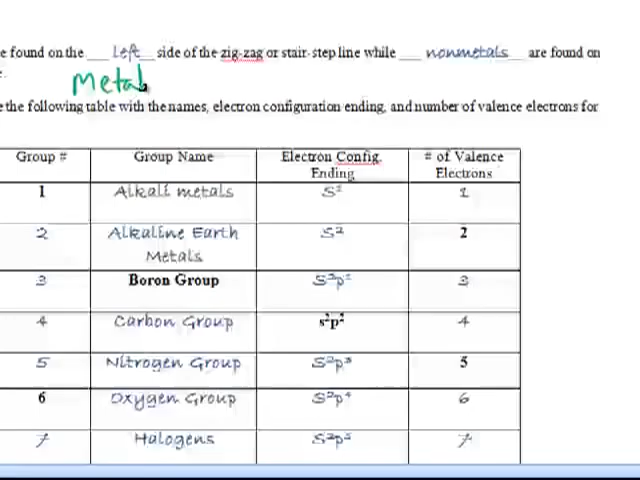 e found on the left side of the zig-zag or stair-step line while nonmetals are found on
Metal
e the following table with the names, electron configuration ending, and number of valence electrons for
Group # Group Name Electron Config. Ending # of Valence Electrons
1 Alkali metals s¹ 1
2 Alkaline Earth Metals s² 2
3 Boron Group s²p¹ 3
4 Carbon Group s²p² 4
5 Nitrogen Group s²p³ 5
6 Oxygen Group s²p⁴ 6
7 Halogens s²p⁵ 7